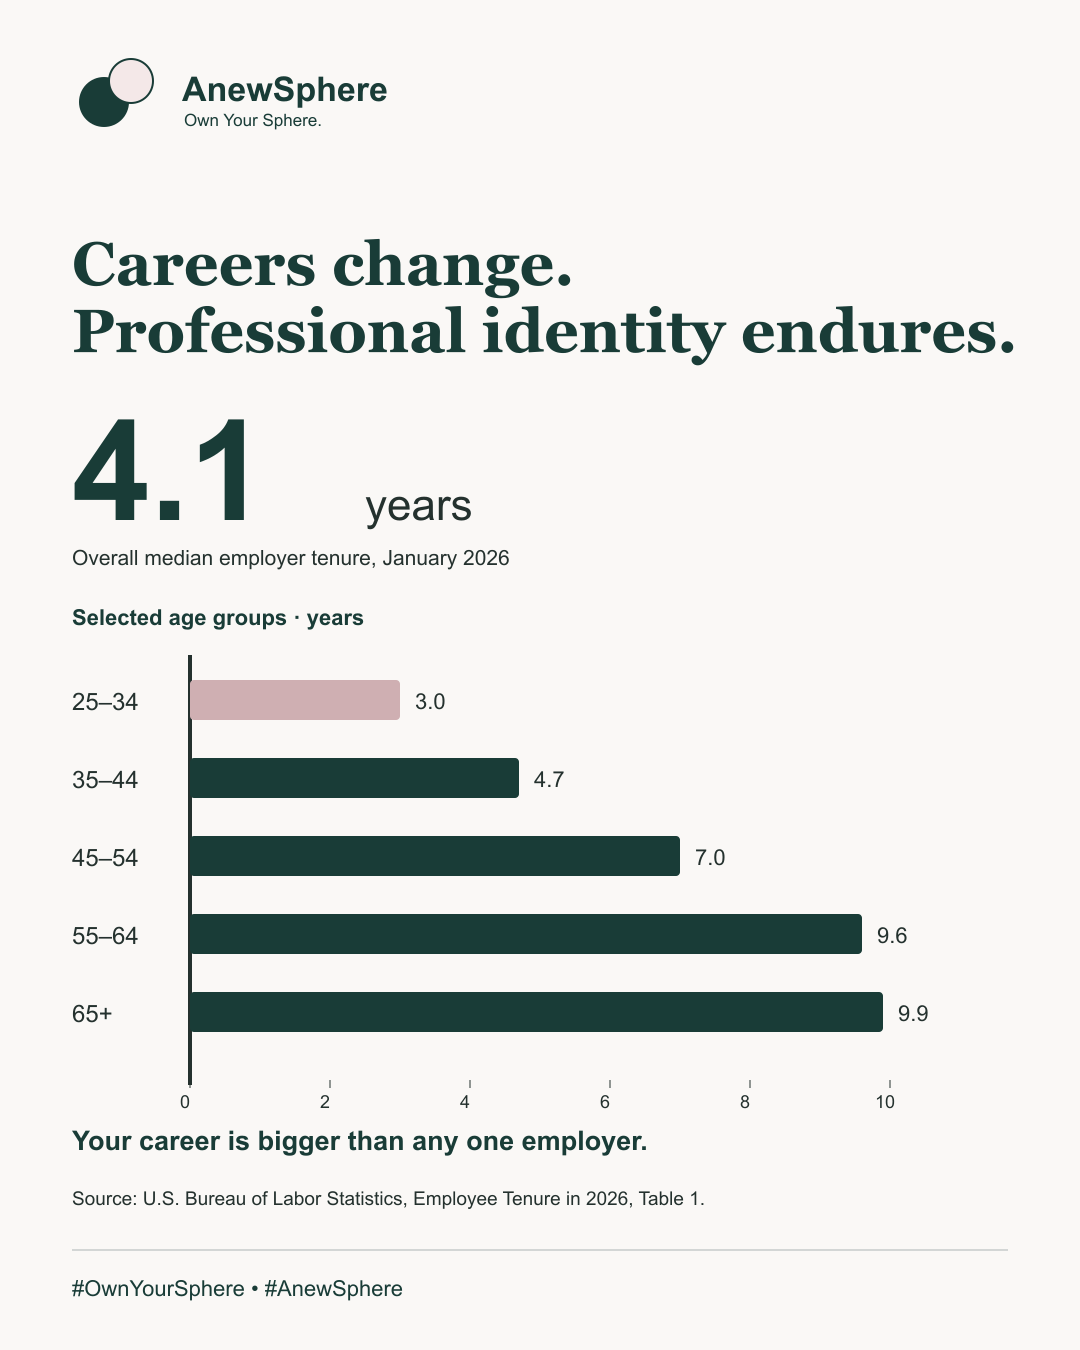 AnewSphere
Own Your Sphere.
Careers change.
Professional identity endures.
4.1 years
Overall median employer tenure, January 2026
Selected age groups · years
25–34 3.0
35–44 4.7
45–54 7.0
55–64 9.6
65+ 9.9
0 2 4 6 8 10
Your career is bigger than any one employer.
Source: U.S. Bureau of Labor Statistics, Employee Tenure in 2026, Table 1.
#OwnYourSphere • #AnewSphere